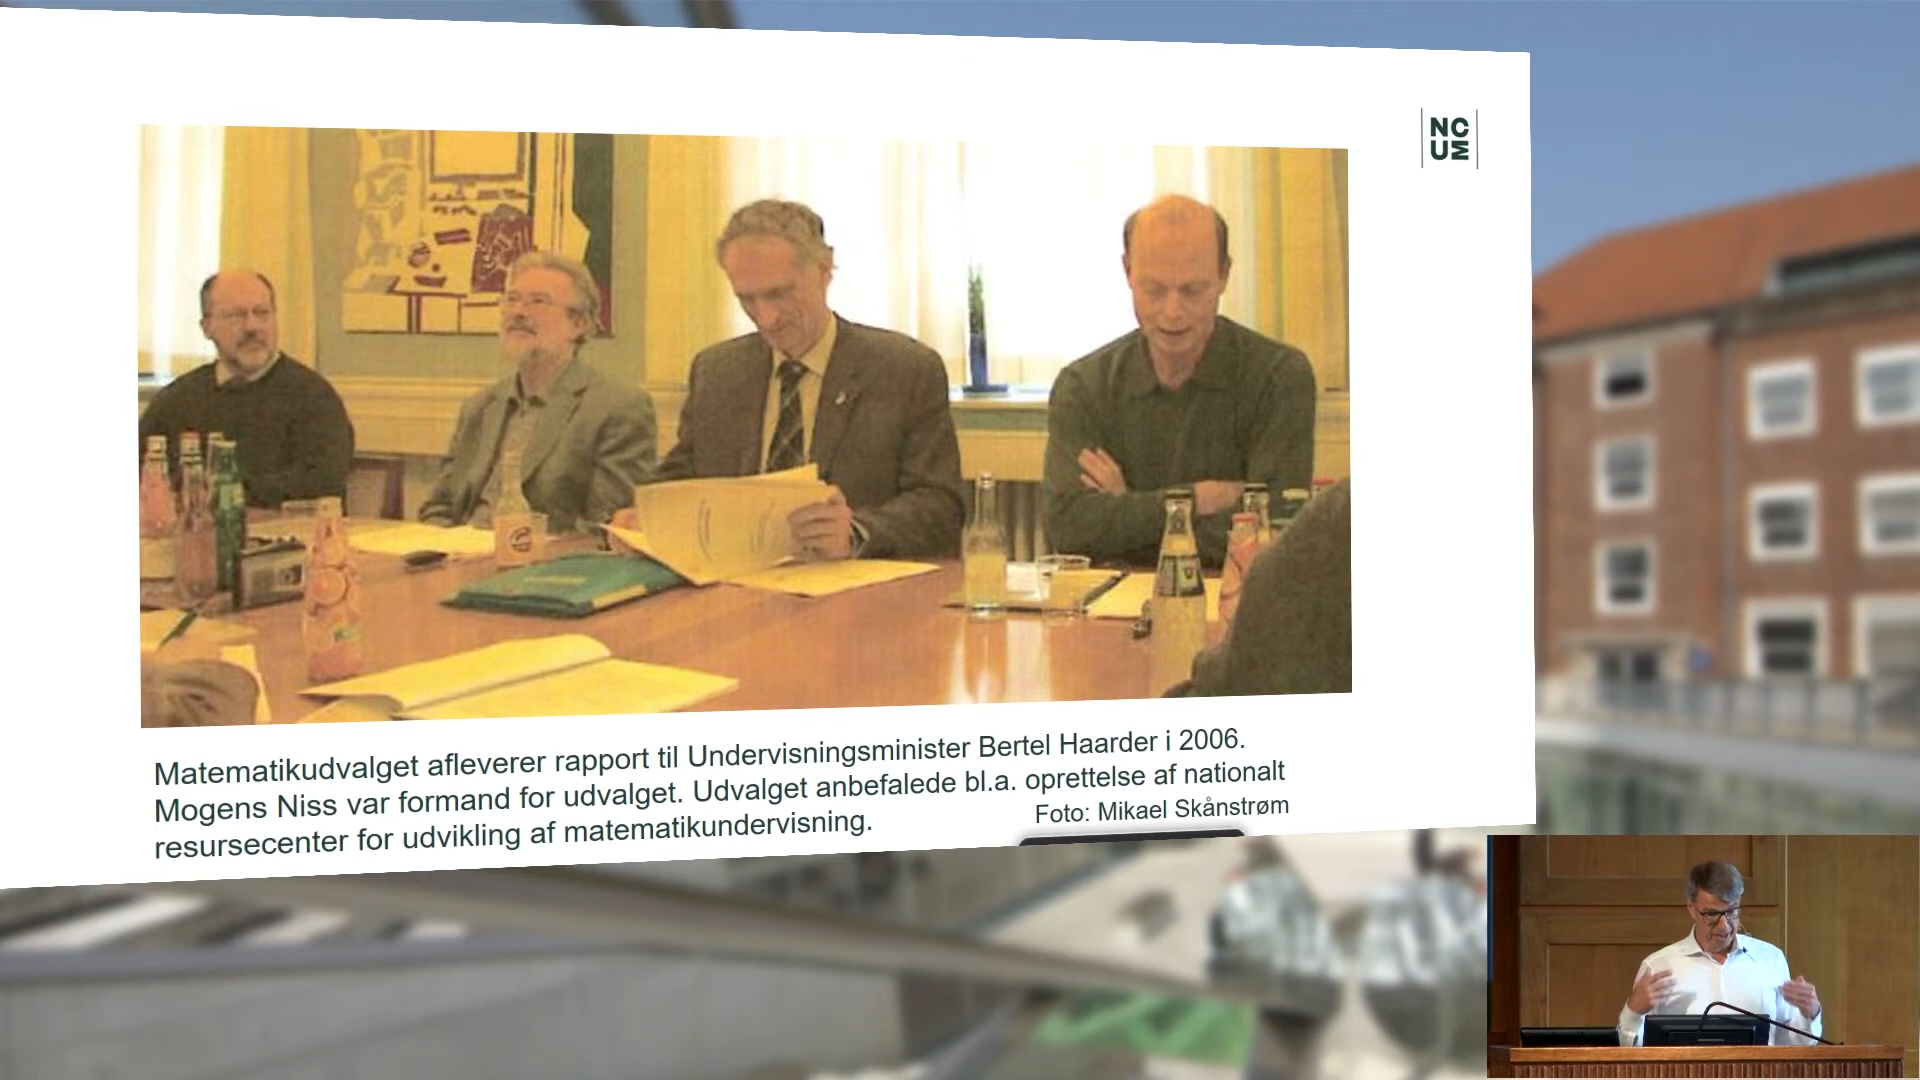 NC
UM
Matematikudvalget afleverer rapport til Undervisningsminister Bertel Haarder i 2006.
Mogens Niss var formand for udvalget. Udvalget anbefalede bl.a. oprettelse af nationalt
resursecenter for udvikling af matematikundervisning.
Foto: Mikael Skånstrøm